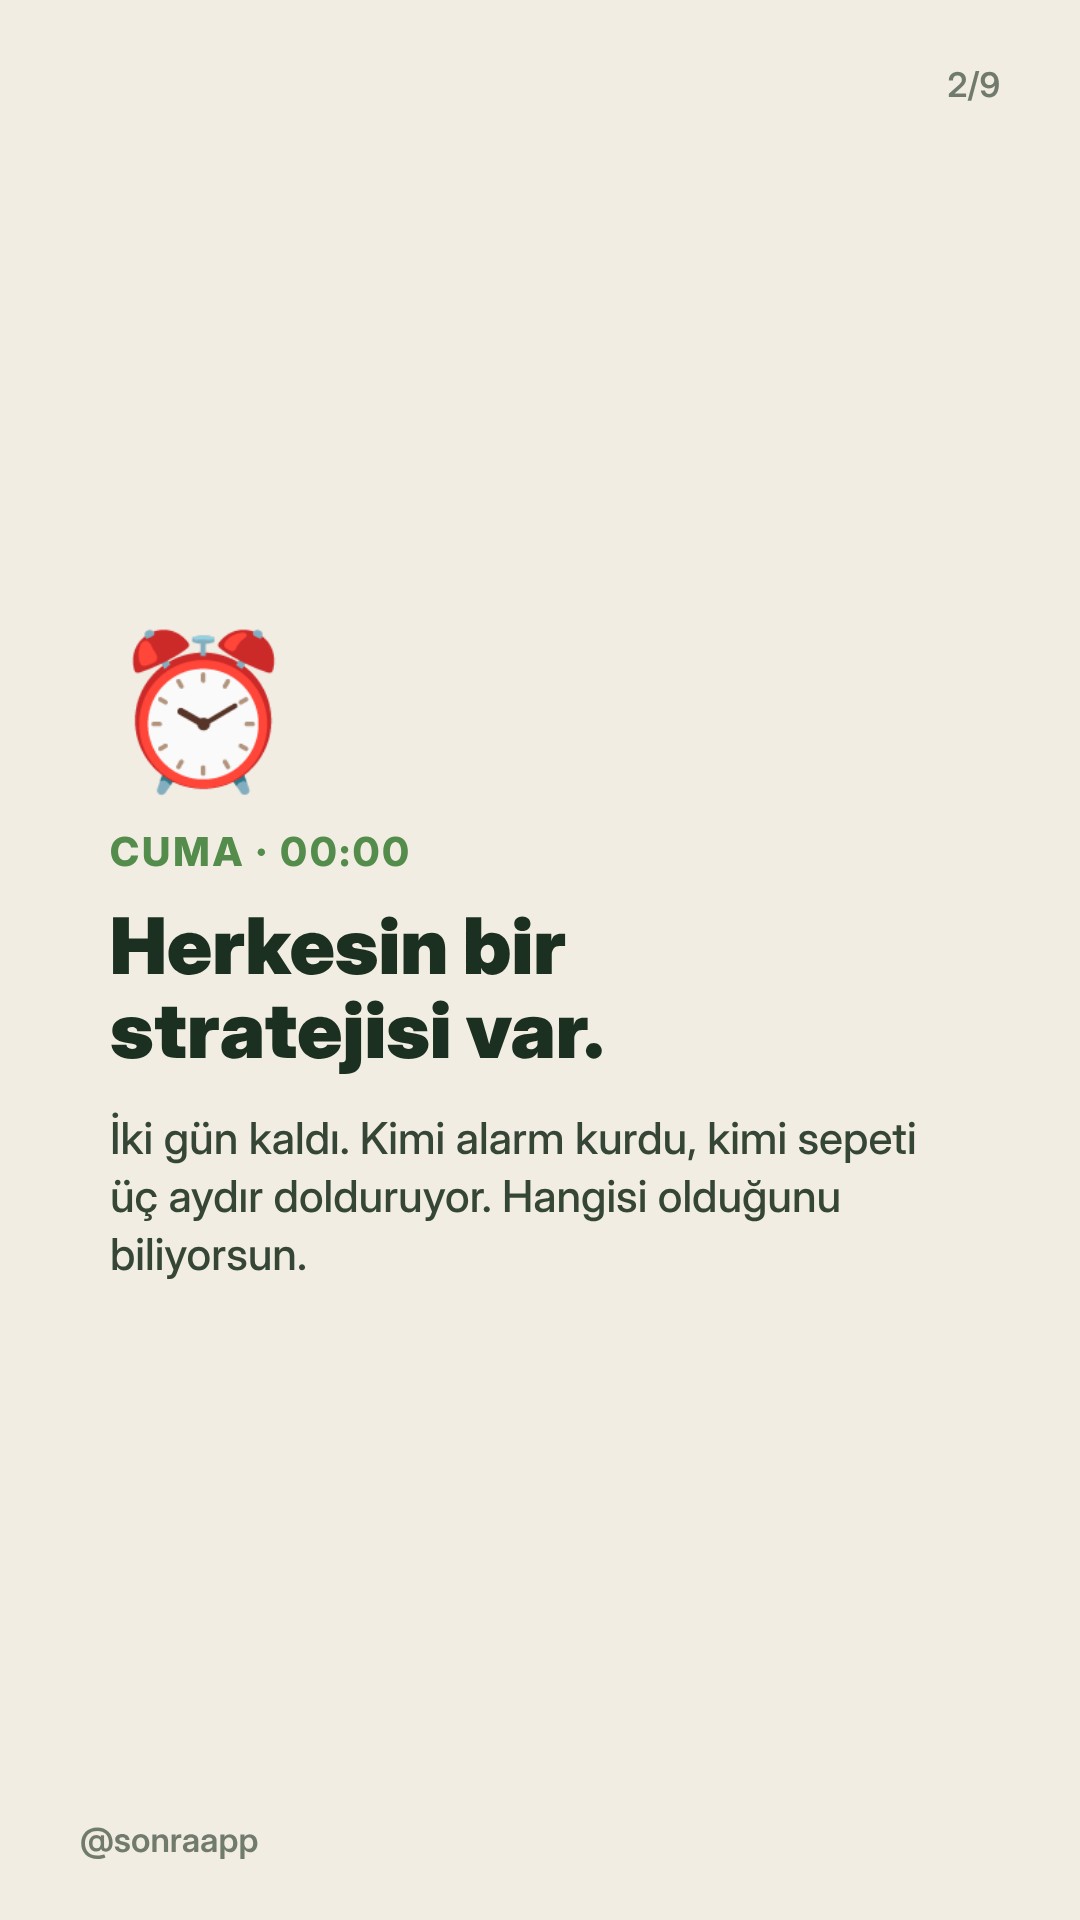 2/9
CUMA · 00:00
Herkesin bir
stratejisi var.
İki gün kaldı. Kimi alarm kurdu, kimi sepeti
üç aydır dolduruyor. Hangisi olduğunu
biliyorsun.
@sonraapp